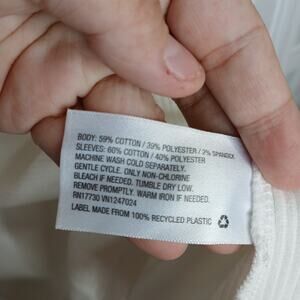 BODY: 59% COTTON / 39% POLYESTER / 2% SPANDEX
SLEEVES: 60% COTTON / 40% POLYESTER
MACHINE WASH COLD SEPARATELY.
GENTLE CYCLE. ONLY NON-CHLORINE
BLEACH IF NEEDED. TUMBLE DRY LOW.
REMOVE PROMPTLY. WARM IRON IF NEEDED.
RN17730 VN1247024
LABEL MADE FROM 100% RECYCLED PLASTIC